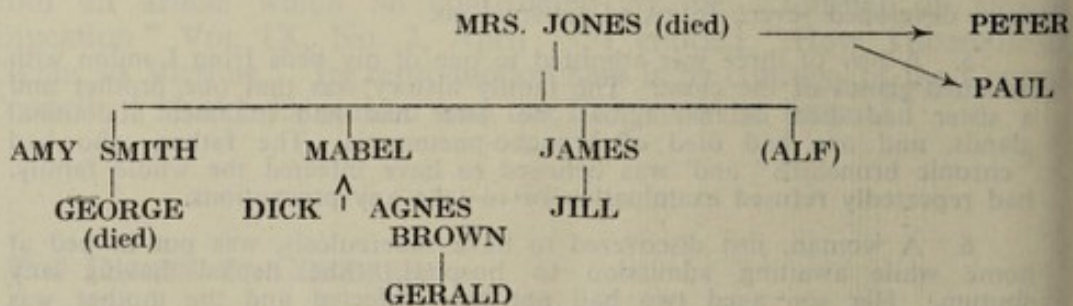 MRS. JONES (died) PETER
PAUL
AMY SMITH MABEL JAMES (ALF)
GEORGE DICK AGNES JILL
(died) BROWN
GERALD